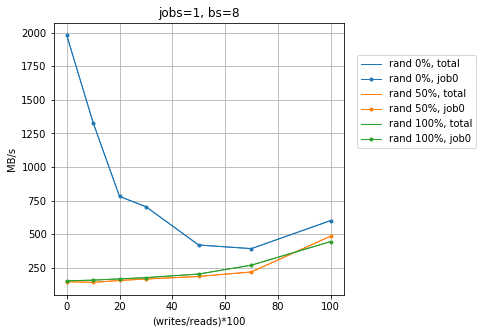 jobs=1, bs=8
MB/s
2000
1750
1500
1250
1000
750
500
250
0
20
40
60
80
100
(writes/reads)*100
rand 0%, total
rand 0%, job0
rand 50%, total
rand 50%, job0
rand 100%, total
rand 100%, job0